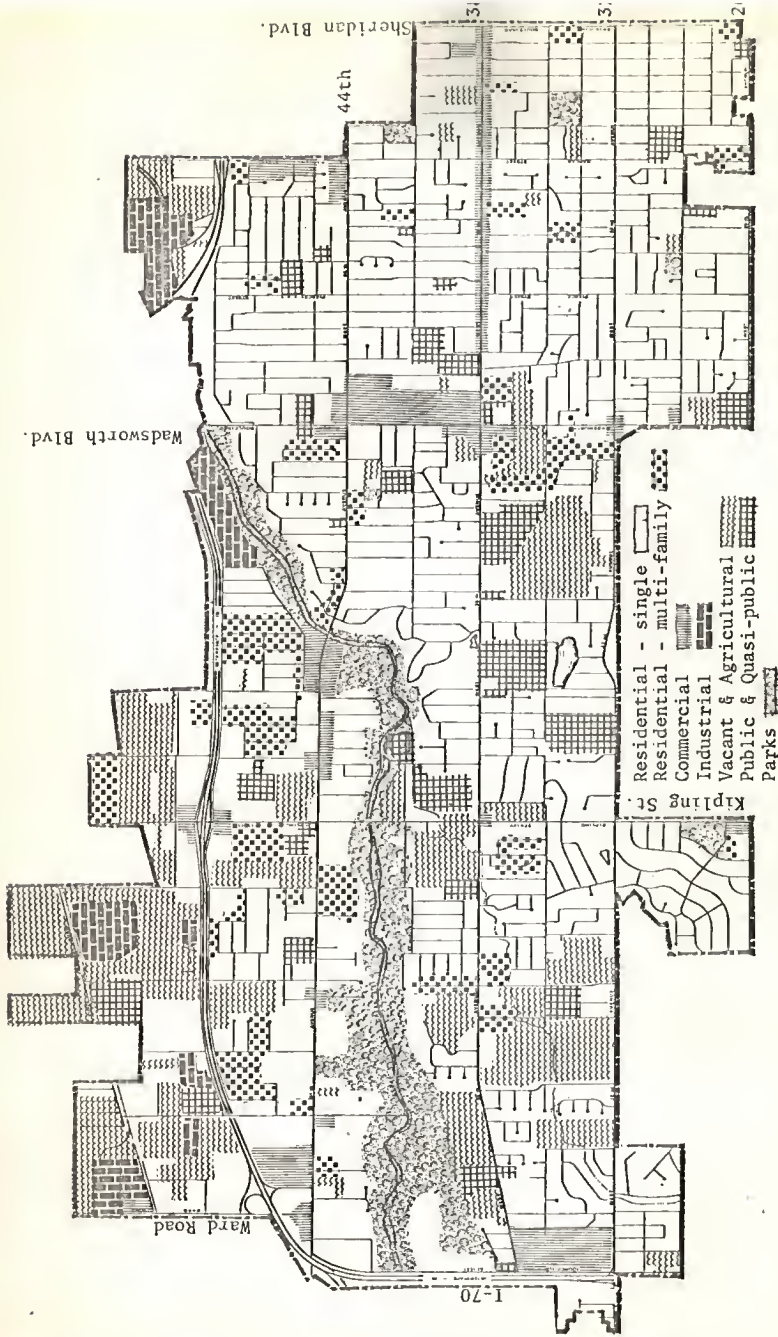 Sheridan Blvd.
44th
Wadsworth Blvd.
Kipling St.
Ward Road
I-70
Residential - single
Residential - multi-family
Commercial
Industrial
Vacant & Agricultural
Public & Quasi-public
Parks